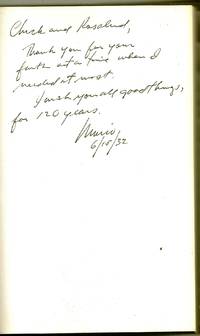 Chuck and Rosalind,
Thank you for your
faith at a time when I
needed it most.
I wish you all good things,
for 120 years.
6/15/92